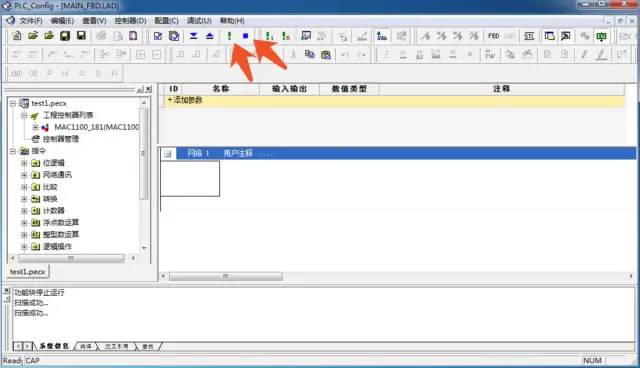 PLC_Config - [MAIN_FBD.LAD]
文件(F) 编辑(E) 查看(V) 控制器(D) 配置(C) 调试(U) 帮助(H)
FBD LAD STL
ID 名称 输入输出 数值类型 注释
+添加参数
test1.pecx
工程控制器列表
MAC1100_181(MAC1100
控制器管理
指令
位逻辑
网络通讯
比较
转换
计数器
浮点数运算
整型数运算
逻辑操作
网络 1 用户注释 ....
test1.pecx
功能块停止运行
扫描成功...
扫描成功...
系统信息 编译 交叉引用 查找
Ready CAP NUM